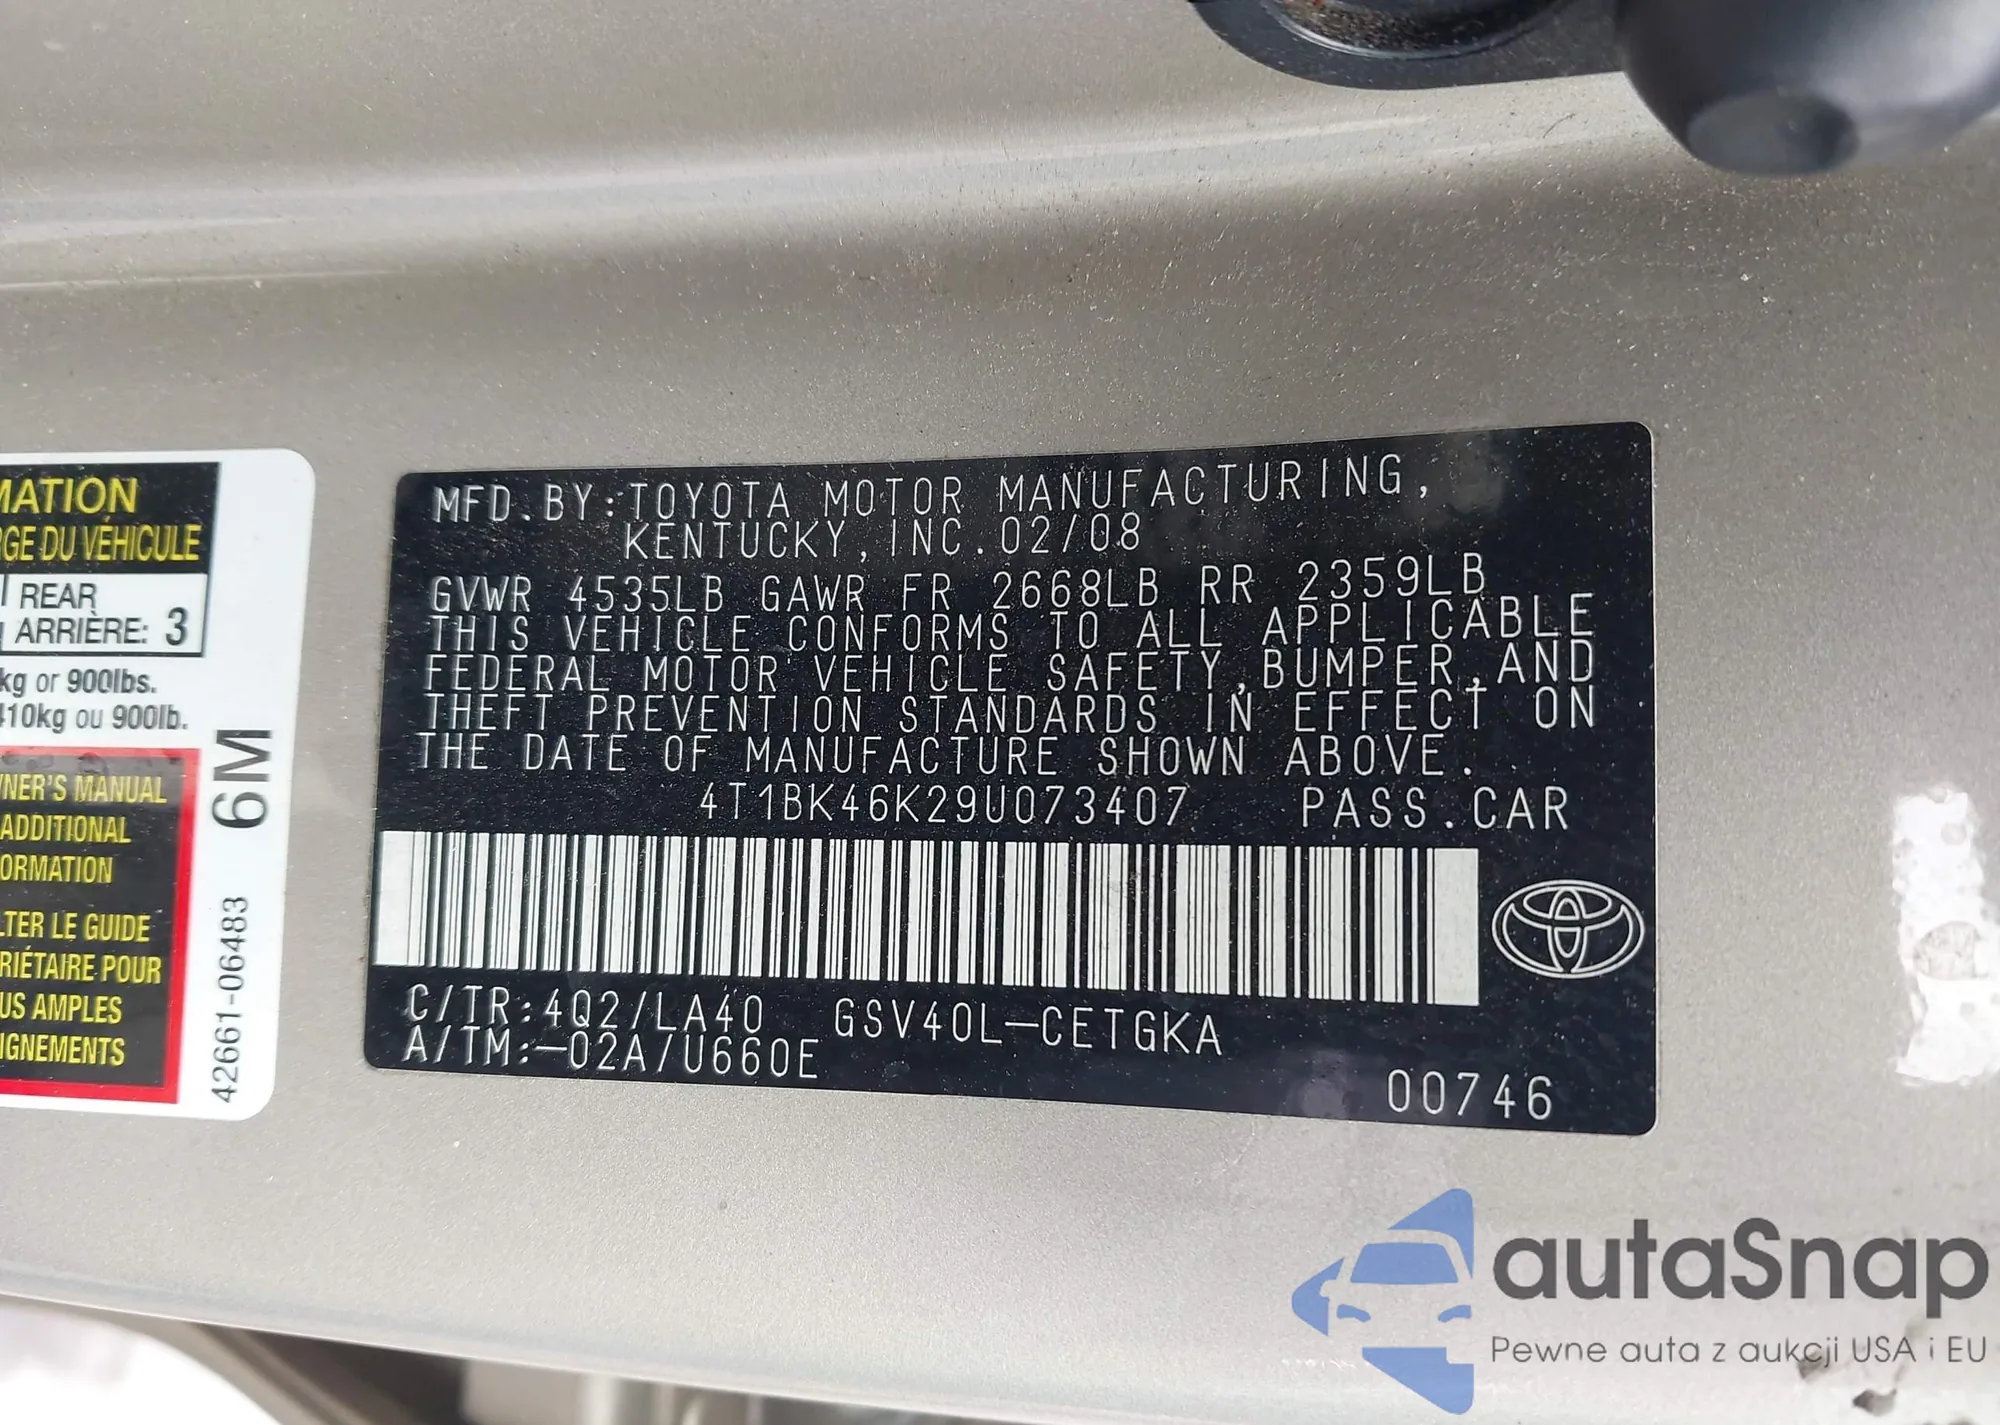 MATION
RGE DU VÉHICULE
REAR
ARRIÈRE: 3
kg or 900lbs.
410kg ou 900lb.
WNER'S MANUAL
ADDITIONAL
ORMATION
LTER LE GUIDE
RIÉTAIRE POUR
US AMPLES
IGNEMENTS
6M
42661-06483
MFD.BY:TOYOTA MOTOR MANUFACTURING,
KENTUCKY,INC.02/08
GVWR 4535LB GAWR FR 2668LB RR 2359LB
THIS VEHICLE CONFORMS TO ALL APPLICABLE
FEDERAL MOTOR VEHICLE SAFETY,BUMPER,AND
THEFT PREVENTION STANDARDS IN EFFECT ON
THE DATE OF MANUFACTURE SHOWN ABOVE.
4T1BK46K29U073407 PASS.CAR
C/TR:4Q2/LA40 GSV40L-CETGKA
A/TM:-02A/U660E
00746
autaSnap
Pewne auta z aukcji USA i EU